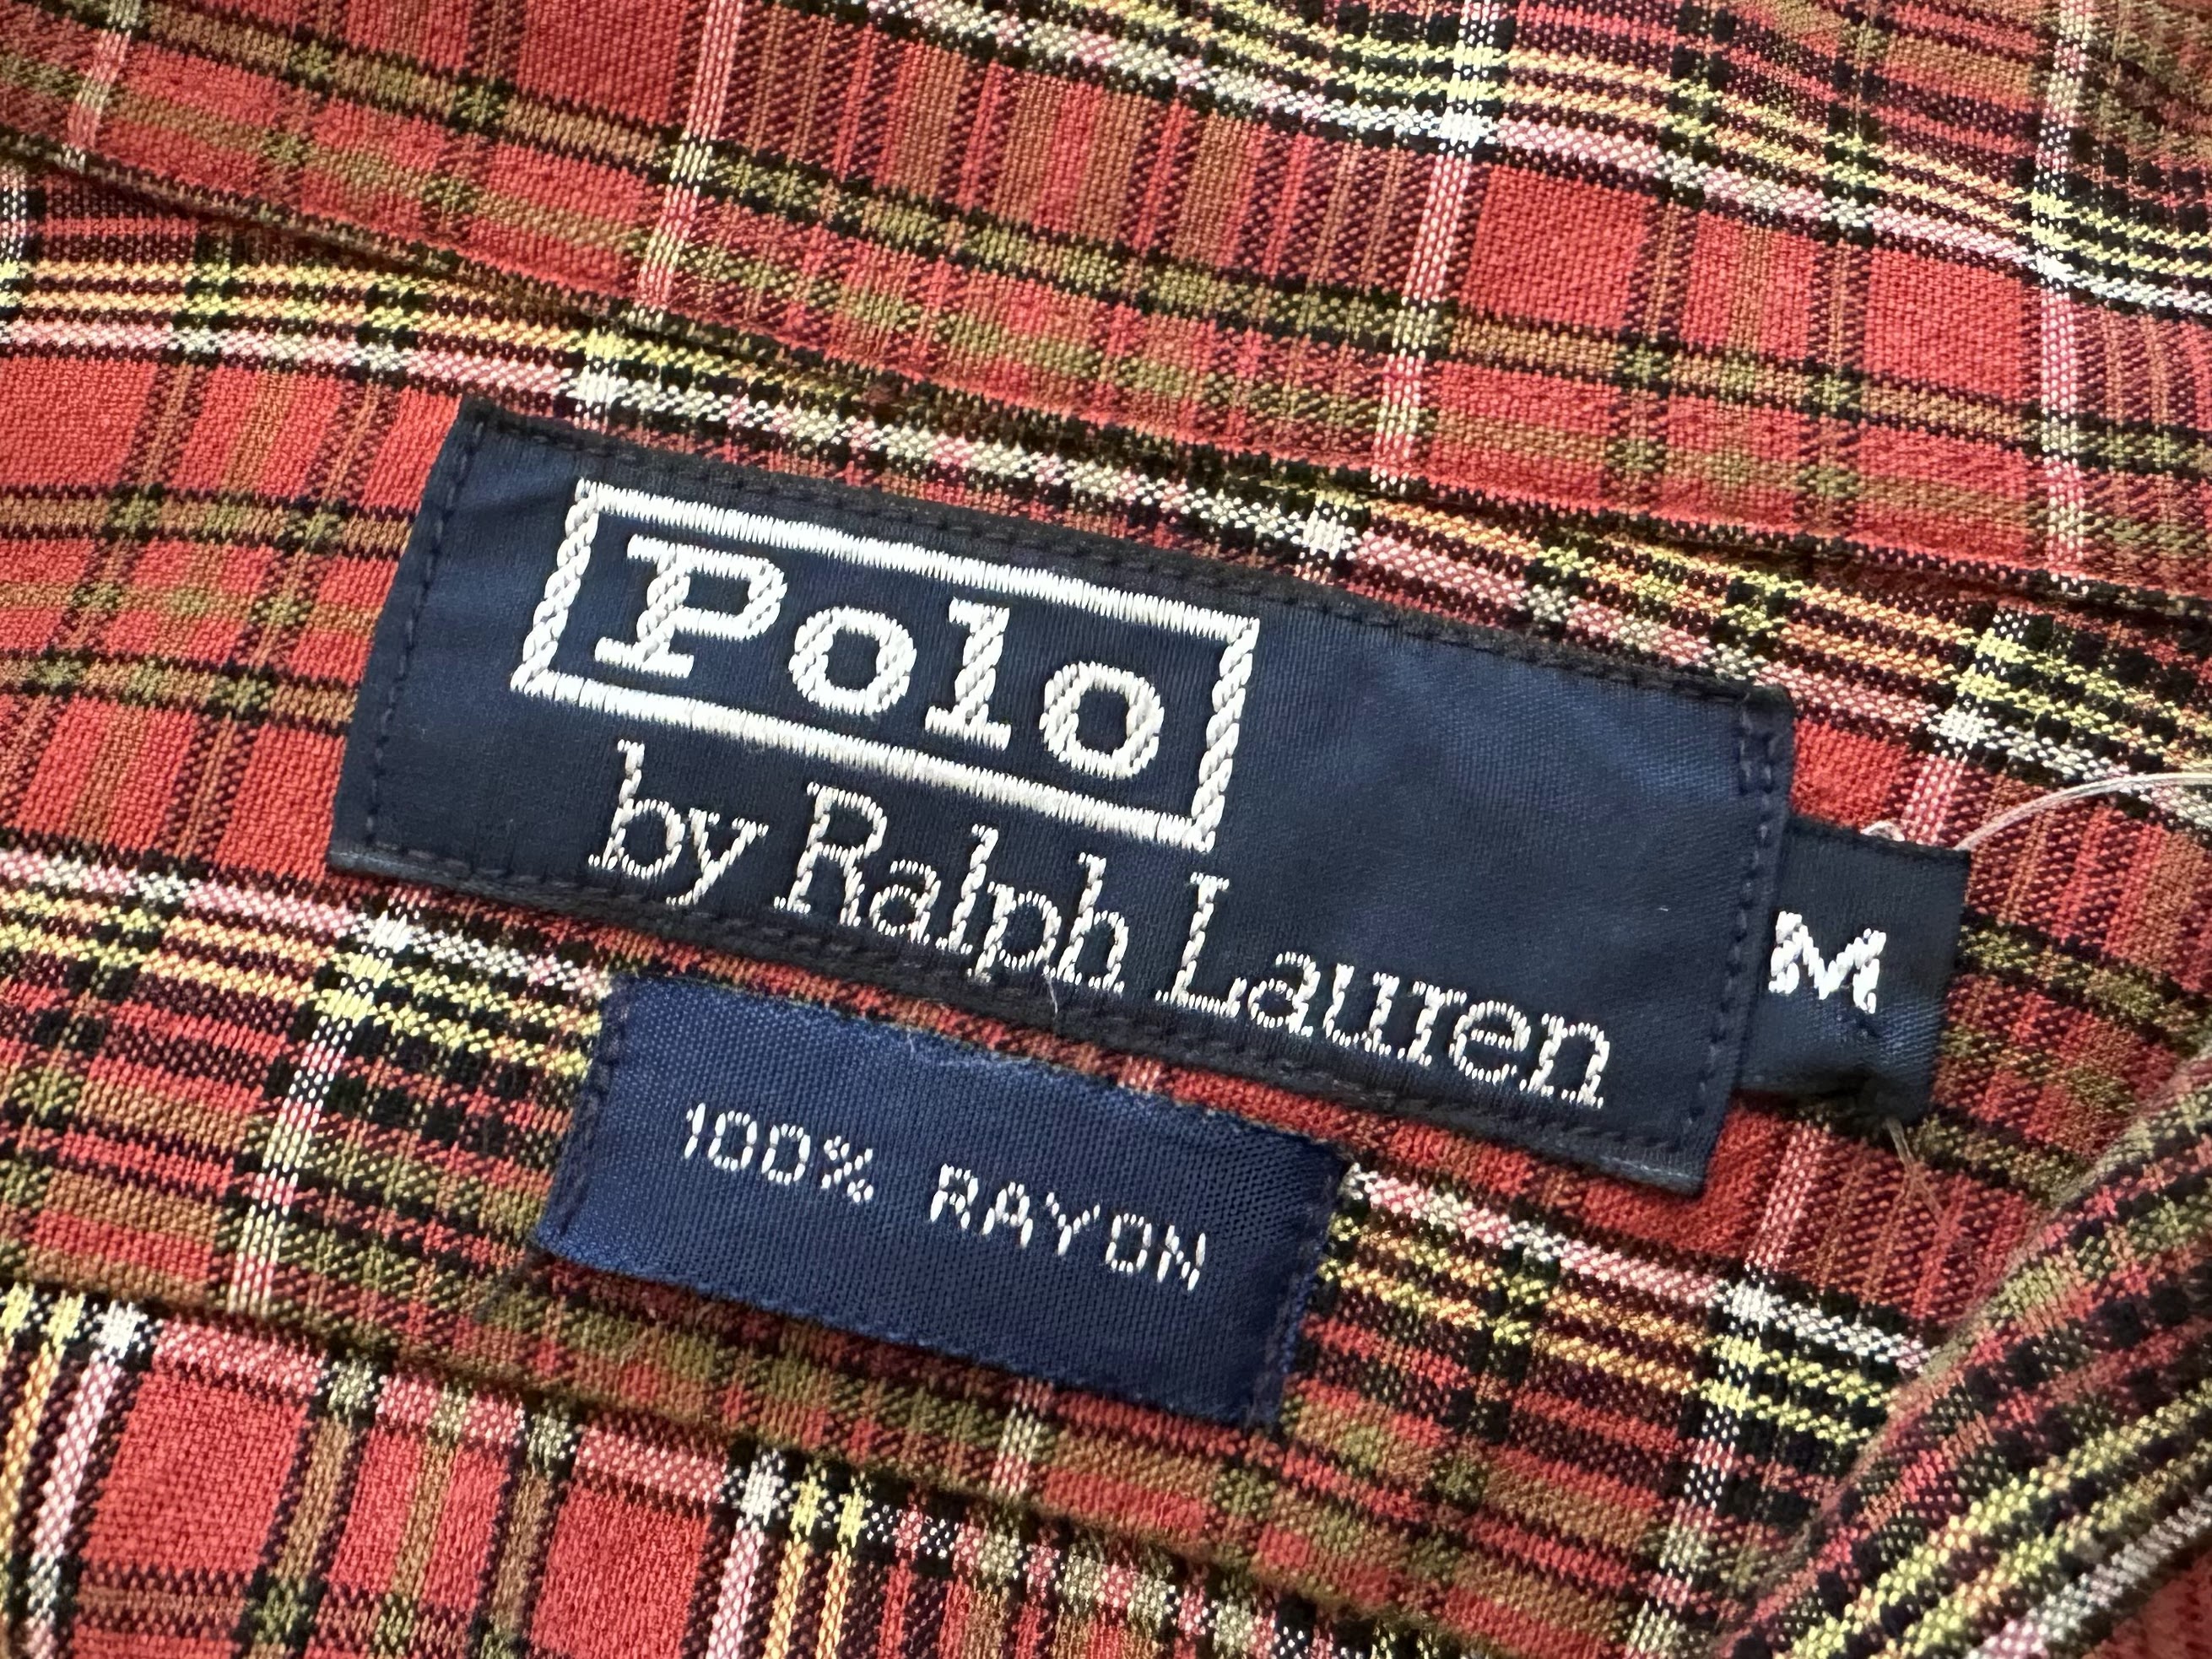 Polo
by Ralph Lauren
M
100% RAYON